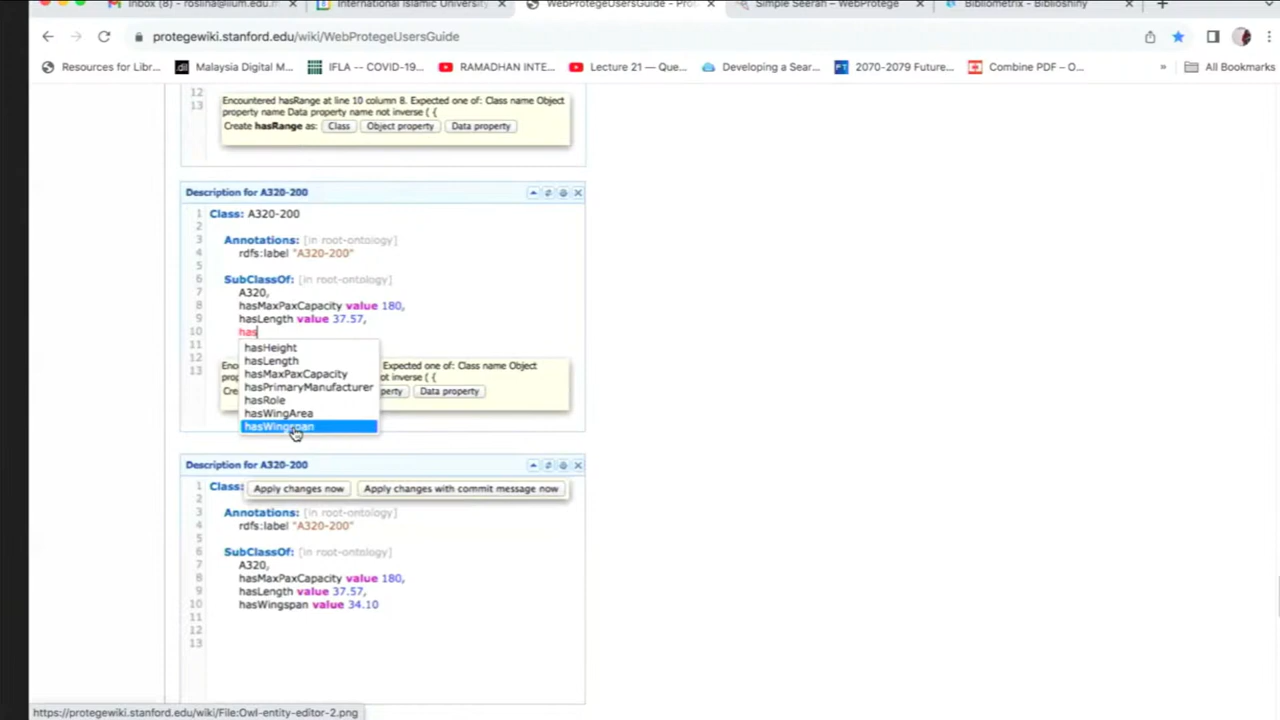 Inbox (8) - roslina@iium.edu.m
International Islamic University
WebProtegeUsersGuide - Prot
Simple Seerah – WebProtégé
Bibliometrix - Biblioshiny
protegewiki.stanford.edu/wiki/WebProtegeUsersGuide
Resources for Libr...
Malaysia Digital M...
IFLA -- COVID-19...
RAMADHAN INTE...
Lecture 21 — Que...
Developing a Sear...
2070-2079 Future...
Combine PDF – O...
»
All Bookmarks
12
13
Encountered hasRange at line 10 column 8. Expected one of: Class name Object
property name Data property name not inverse ( {
Create hasRange as: Class Object property Data property
Description for A320-200
1 Class: A320-200
2
3 Annotations: [in root-ontology]
4 rdfs:label "A320-200"
5
6 SubClassOf: [in root-ontology]
7 A320,
8 hasMaxPaxCapacity value 180,
9 hasLength value 37.57,
10 has
11
12
13
hasHeight
hasLength
hasMaxPaxCapacity
hasPrimaryManufacturer
hasRole
hasWingArea
hasWingspan
Enco
Expected one of: Class name Object
prop
not inverse ( {
Cre
perty Data property
Description for A320-200
1 Class: Apply changes now Apply changes with commit message now
2
3 Annotations: [in root-ontology]
4 rdfs:label "A320-200"
5
6 SubClassOf: [in root-ontology]
7 A320,
8 hasMaxPaxCapacity value 180,
9 hasLength value 37.57,
10 hasWingspan value 34.10
11
12
13
https://protegewiki.stanford.edu/wiki/File:Owl-entity-editor-2.png